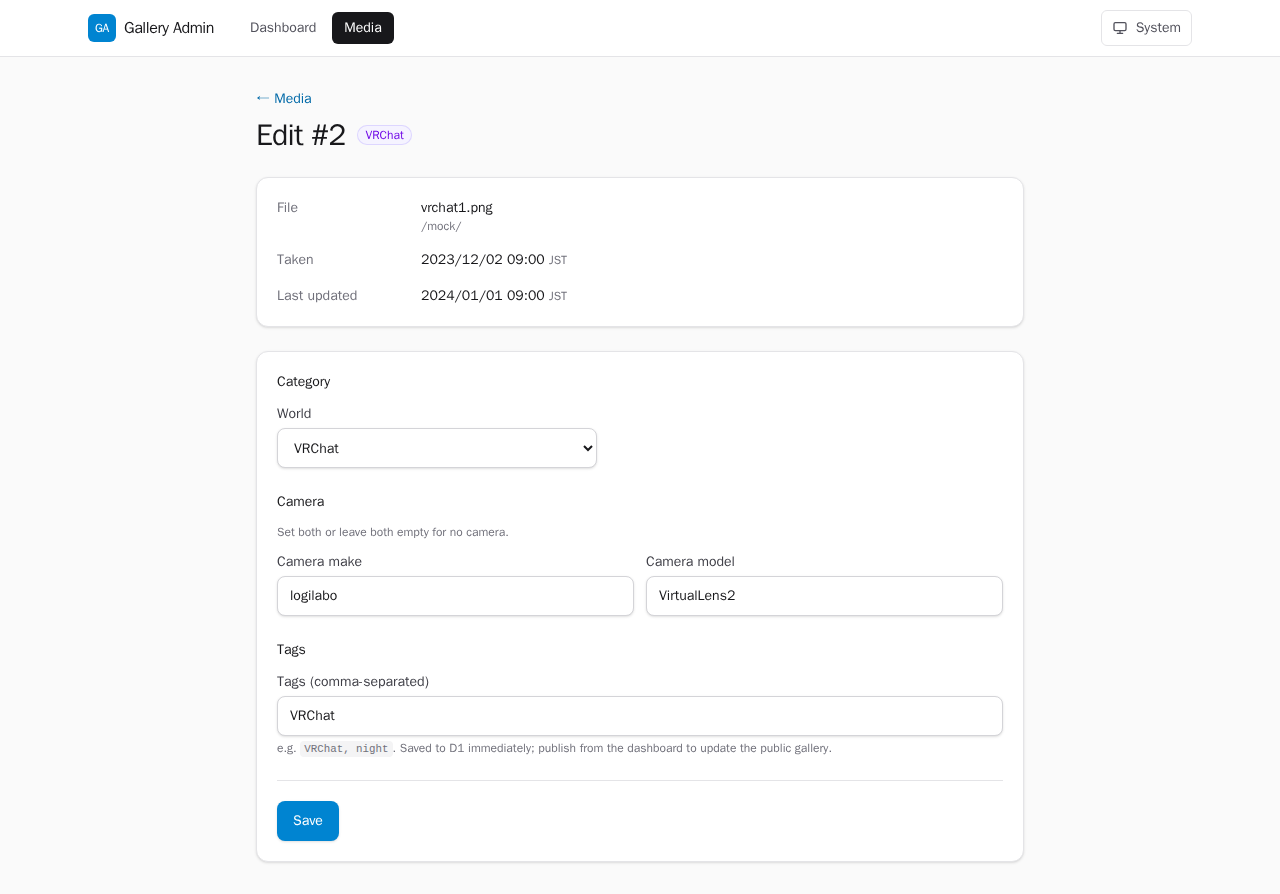 GA Gallery Admin Dashboard Media System
← Media
Edit #2 VRChat
File vrchat1.png
/mock/
Taken 2023/12/02 09:00 JST
Last updated 2024/01/01 09:00 JST
Category
World
VRChat
Camera
Set both or leave both empty for no camera.
Camera make Camera model
logilabo VirtualLens2
Tags
Tags (comma-separated)
VRChat
e.g. VRChat, night. Saved to D1 immediately; publish from the dashboard to update the public gallery.
Save